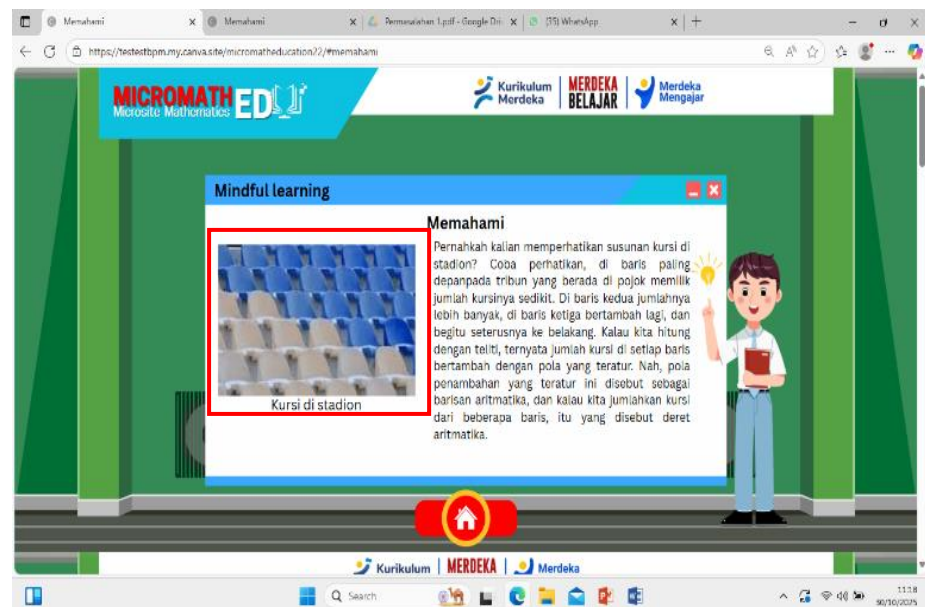 Memahami
Memahami
Permasalahan 1.pdf - Google Dri
(35) WhatsApp
https://testestbpm.my.canva.site/micromatheducation22/#memahami
MICROMATH EDU
Microsite Mathematics
Kurikulum Merdeka
MERDEKA BELAJAR
Merdeka Mengajar
Mindful learning
Memahami
Pernahkah kalian memperhatikan susunan kursi di
stadion? Coba perhatikan, di baris paling
depanpada tribun yang berada di pojok memilik
jumlah kursinya sedikit. Di baris kedua jumlahnya
lebih banyak, di baris ketiga bertambah lagi, dan
begitu seterusnya ke belakang. Kalau kita hitung
dengan teliti, ternyata jumlah kursi di setiap baris
bertambah dengan pola yang teratur. Nah, pola
penambahan yang teratur ini disebut sebagai
barisan aritmatika, dan kalau kita jumlahkan kursi
dari beberapa baris, itu yang disebut deret
aritmatika.
Kursi di stadion
Kurikulum
MERDEKA
Merdeka
Search
11:18
30/10/2025